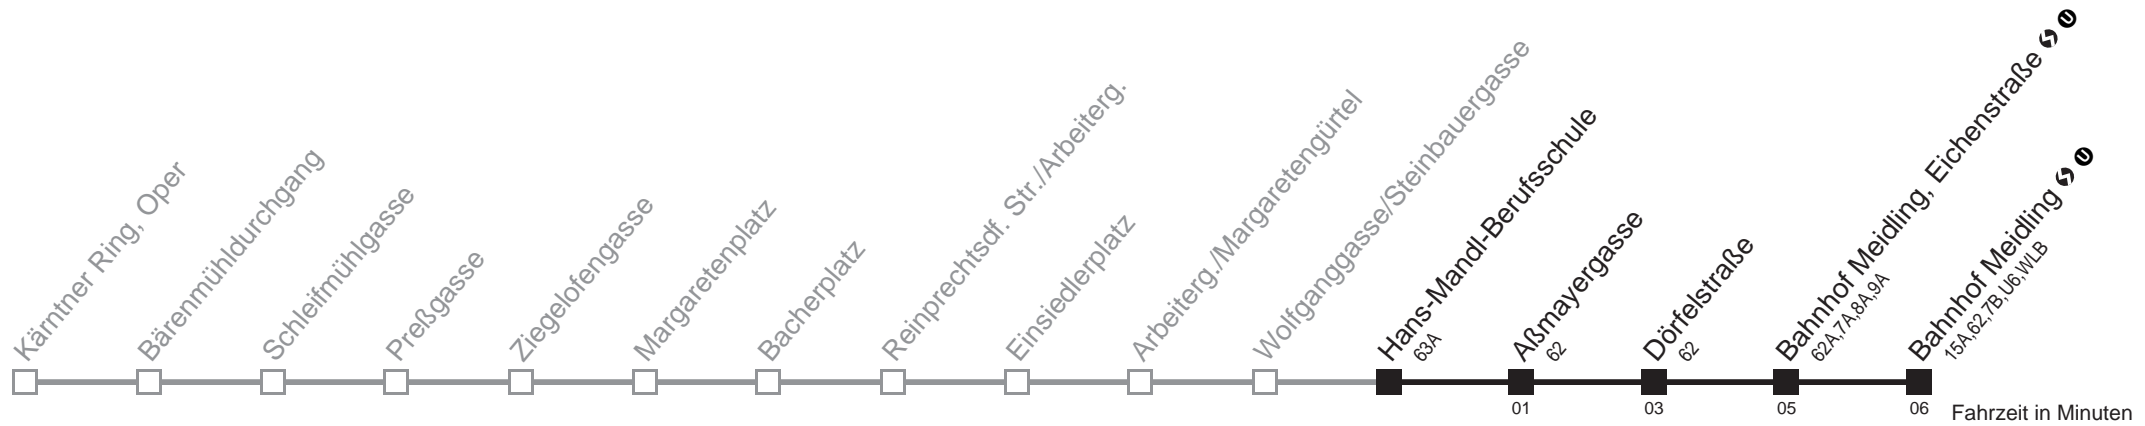 Kärntner Ring, Oper
Bärenmühldurchgang
Schleifmühlgasse
Preßgasse
Ziegelofengasse
Margaretenplatz
Bacherplatz
Reinprechtsdf. Str./Arbeiterg.
Einsiedlerplatz
Arbeiterg./Margaretengürtel
Wolfganggasse/Steinbauergasse
Hans-Mandl-Berufsschule
63A
Aßmayergasse
62
Dörfelstraße
62
Bahnhof Meidling, Eichenstraße S U
62A,7A,8A,9A
Bahnhof Meidling S U
15A,62,7B,U6,WLB
01
03
05
06
Fahrzeit in Minuten